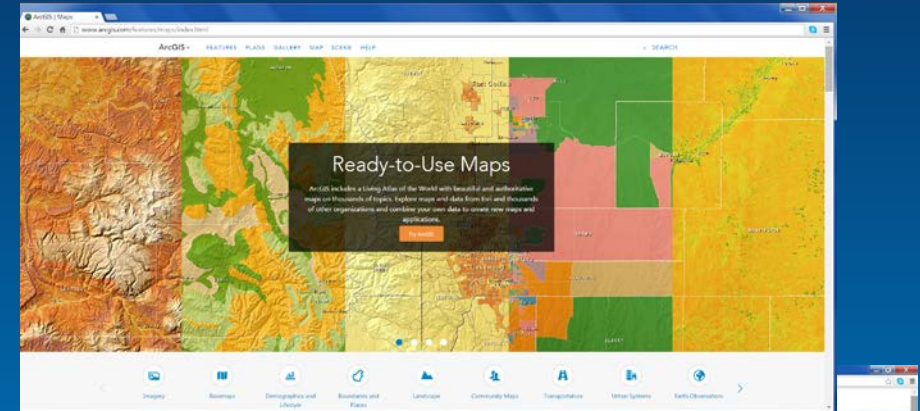 ArcGIS | Maps
www.arcgis.com/features/maps/index.html
ArcGIS FEATURES PLANS GALLERY MAP SCENE HELP SEARCH
Fort Collins
Ready-to-Use Maps
ArcGIS includes a Living Atlas of the World with beautiful and authoritative
maps on thousands of topics. Explore maps and data from Esri and thousands
of other organizations and combine your own data to create new maps and
applications.
Try ArcGIS
Imagery Basemaps Demographics and Boundaries and Landscape Community Maps Transportation Urban Systems Earth Observations
Lifestyle Places